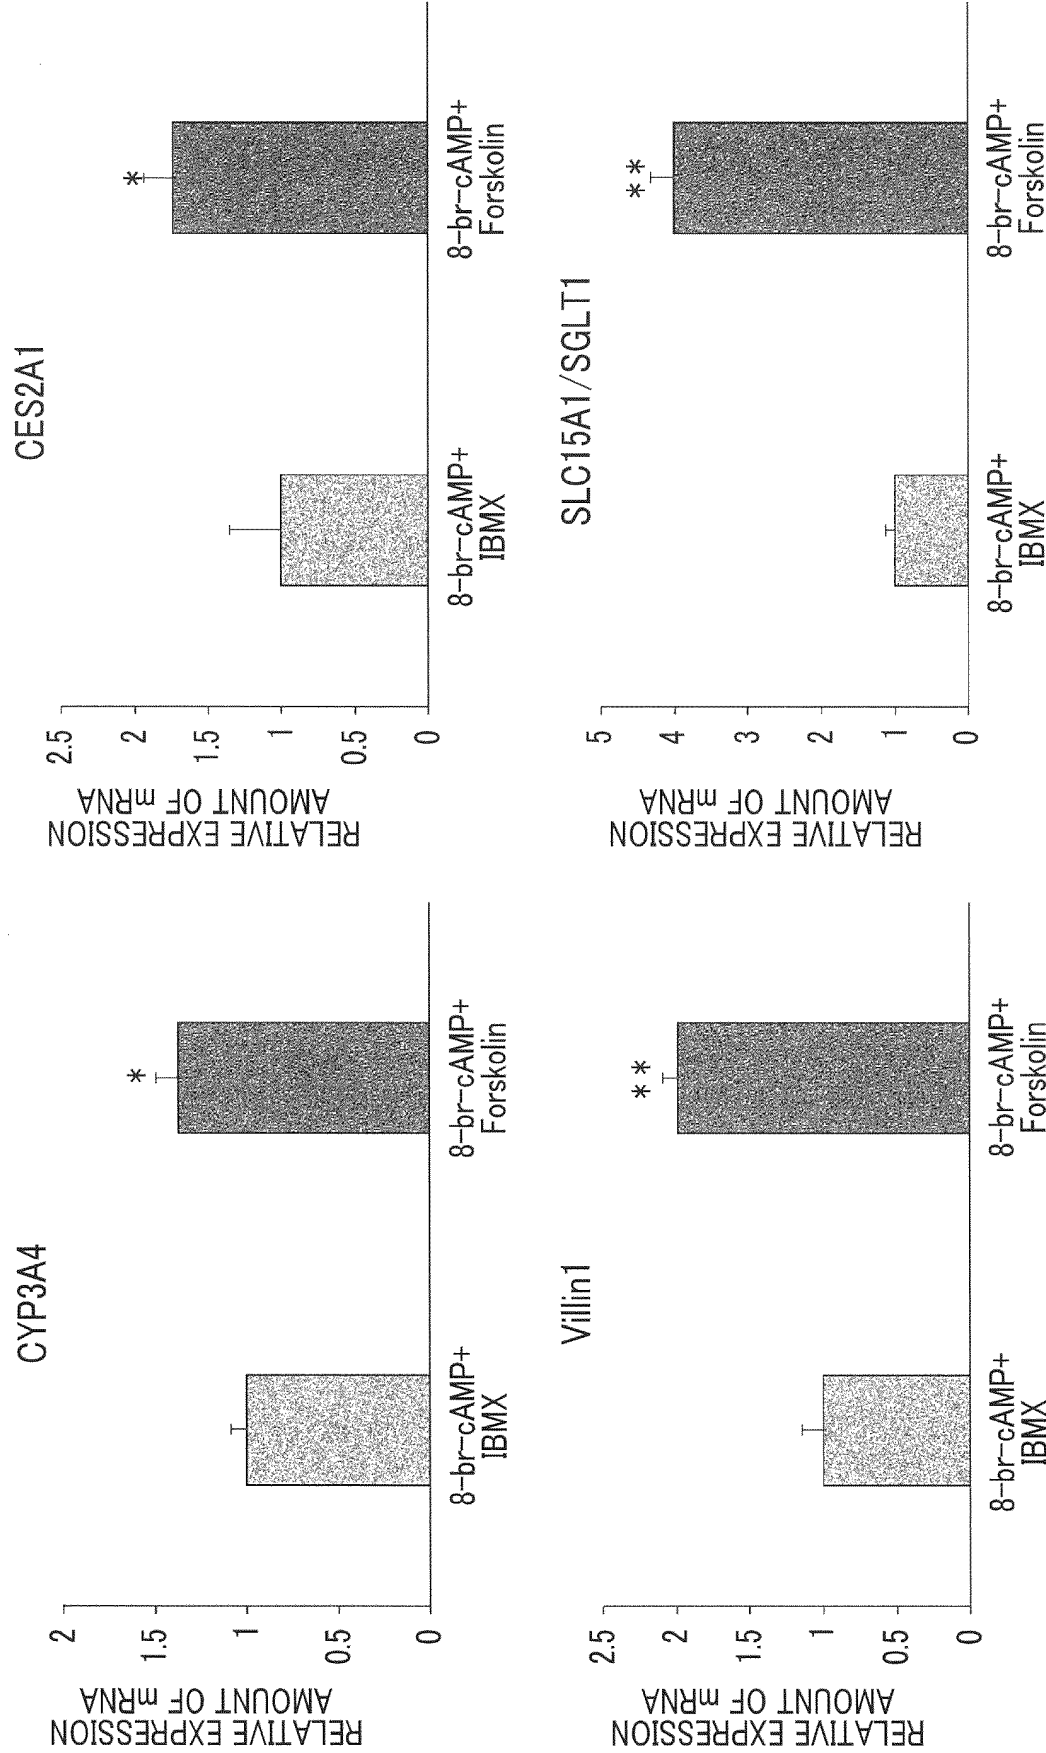 CYP3A4
RELATIVE EXPRESSION
AMOUNT OF mRNA
2
1.5
1
0.5
0
*
8-br-cAMP+
IBMX
8-br-cAMP+
Forskolin
CES2A1
RELATIVE EXPRESSION
AMOUNT OF mRNA
2.5
2
1.5
1
0.5
0
*
8-br-cAMP+
IBMX
8-br-cAMP+
Forskolin
Villin1
RELATIVE EXPRESSION
AMOUNT OF mRNA
2.5
2
1.5
1
0.5
0
**
8-br-cAMP+
IBMX
8-br-cAMP+
Forskolin
SLC15A1/SGLT1
RELATIVE EXPRESSION
AMOUNT OF mRNA
5
4
3
2
1
0
**
8-br-cAMP+
IBMX
8-br-cAMP+
Forskolin